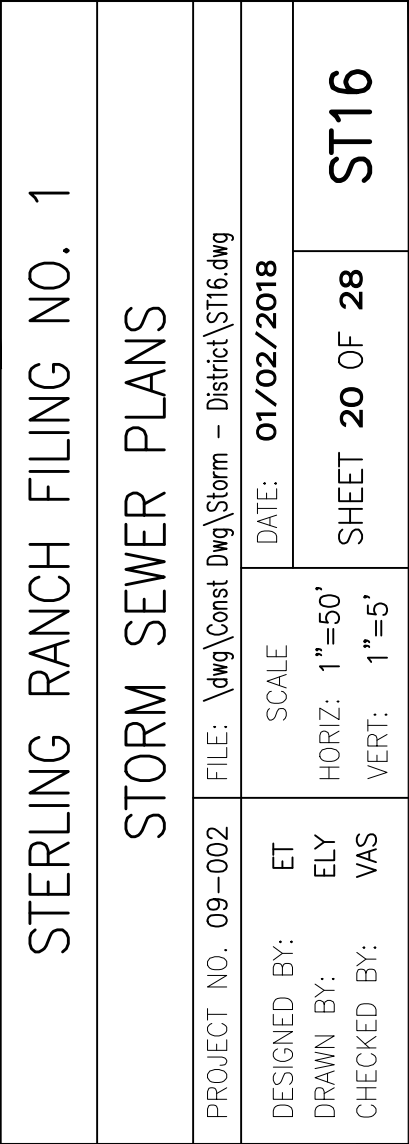 STERLING RANCH FILING NO. 1
STORM SEWER PLANS
PROJECT NO. 09-002
FILE: \dwg\Const Dwg\Storm - District\ST16.dwg
DESIGNED BY: ET
DRAWN BY: ELY
CHECKED BY: VAS
SCALE
HORIZ: 1"=50'
VERT: 1"=5'
DATE: 01/02/2018
SHEET 20 OF 28
ST16